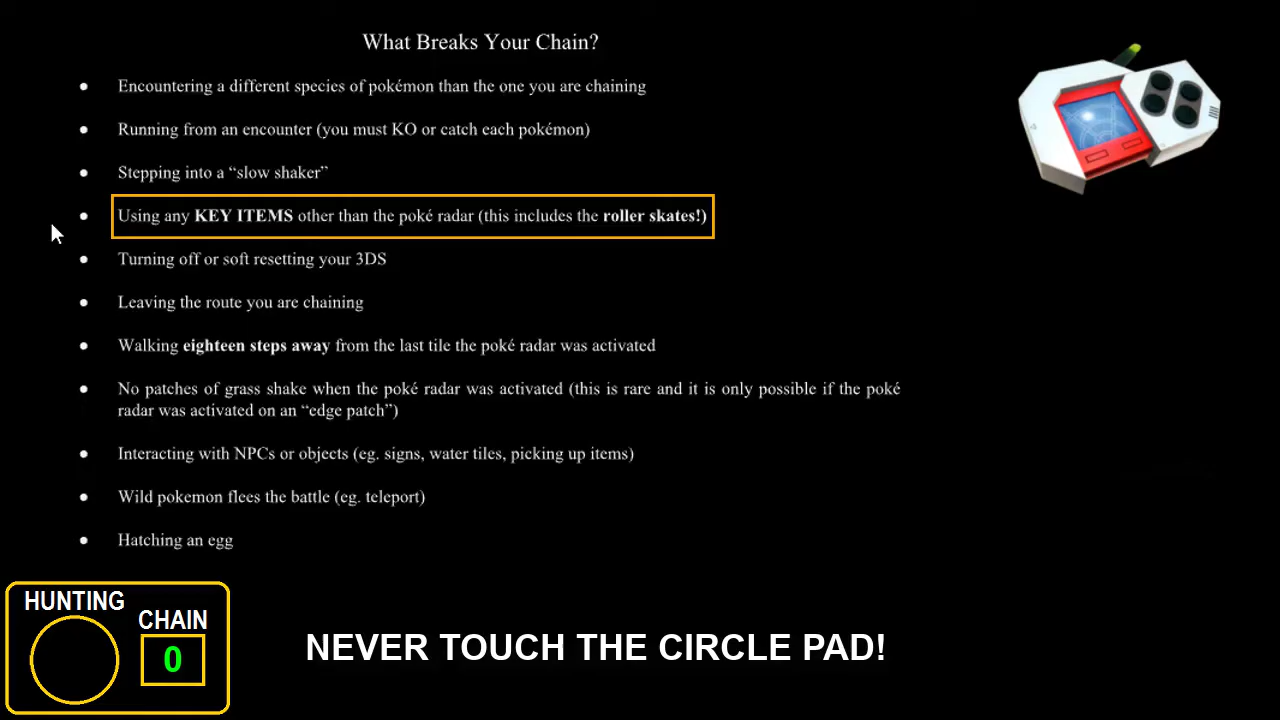 What Breaks Your Chain?
● Encountering a different species of pokémon than the one you are chaining
● Running from an encounter (you must KO or catch each pokémon)
● Stepping into a “slow shaker”
● Using any KEY ITEMS other than the poké radar (this includes the roller skates!)
● Turning off or soft resetting your 3DS
● Leaving the route you are chaining
● Walking eighteen steps away from the last tile the poké radar was activated
● No patches of grass shake when the poké radar was activated (this is rare and it is only possible if the poké
radar was activated on an “edge patch”)
● Interacting with NPCs or objects (eg. signs, water tiles, picking up items)
● Wild pokemon flees the battle (eg. teleport)
● Hatching an egg
HUNTING
CHAIN
0
NEVER TOUCH THE CIRCLE PAD!